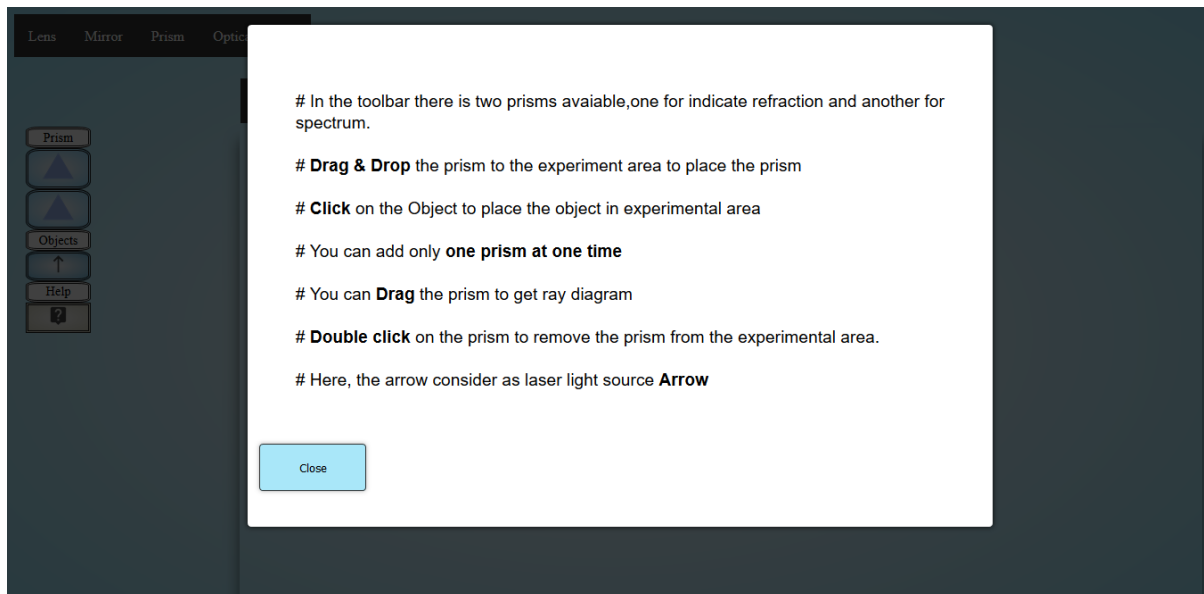 Lens Mirror Prism Optica
# In the toolbar there is two prisms avaiable,one for indicate refraction and another for
spectrum.
# Drag & Drop the prism to the experiment area to place the prism
# Click on the Object to place the object in experimental area
# You can add only one prism at one time
# You can Drag the prism to get ray diagram
# Double click on the prism to remove the prism from the experimental area.
# Here, the arrow consider as laser light source Arrow
Close
Prism
Objects
↑
Help
?